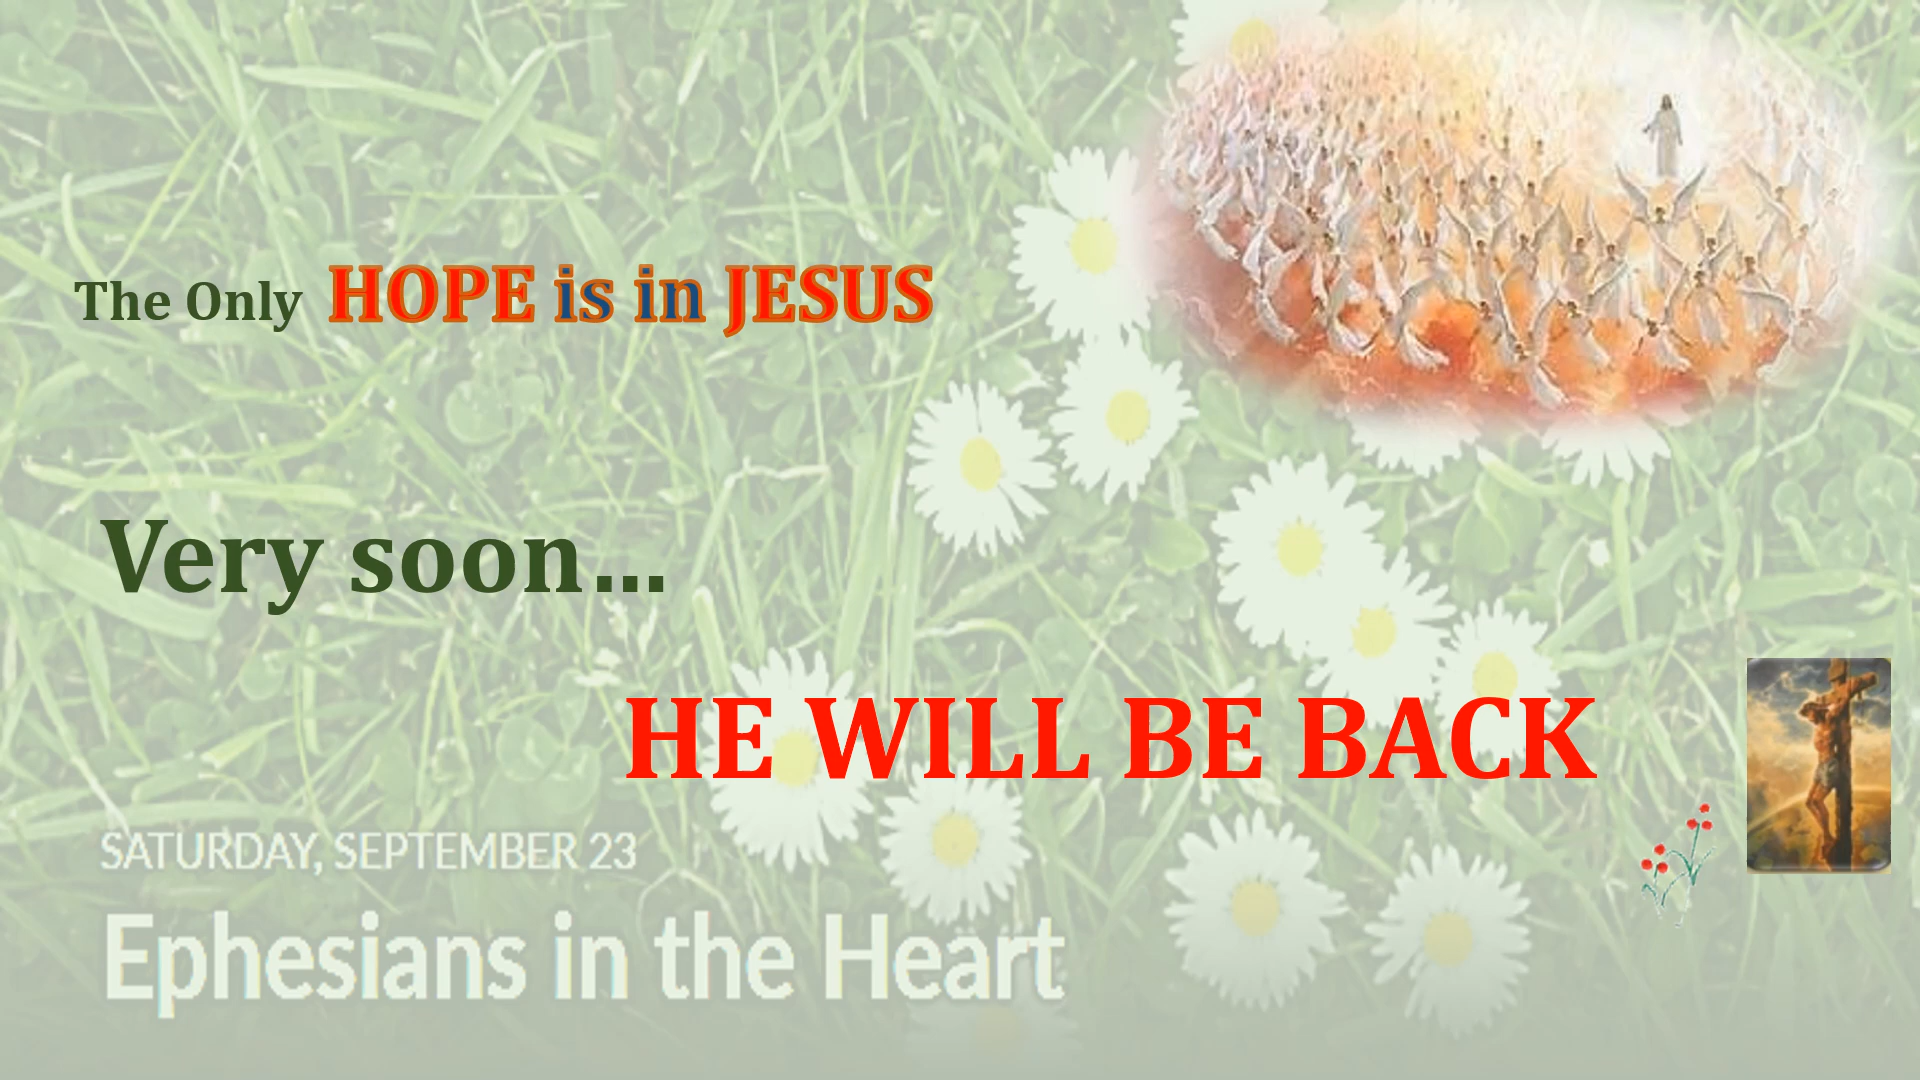 The Only HOPE is in JESUS
Very soon...
HE WILL BE BACK
SATURDAY, SEPTEMBER 23
Ephesians in the Heart